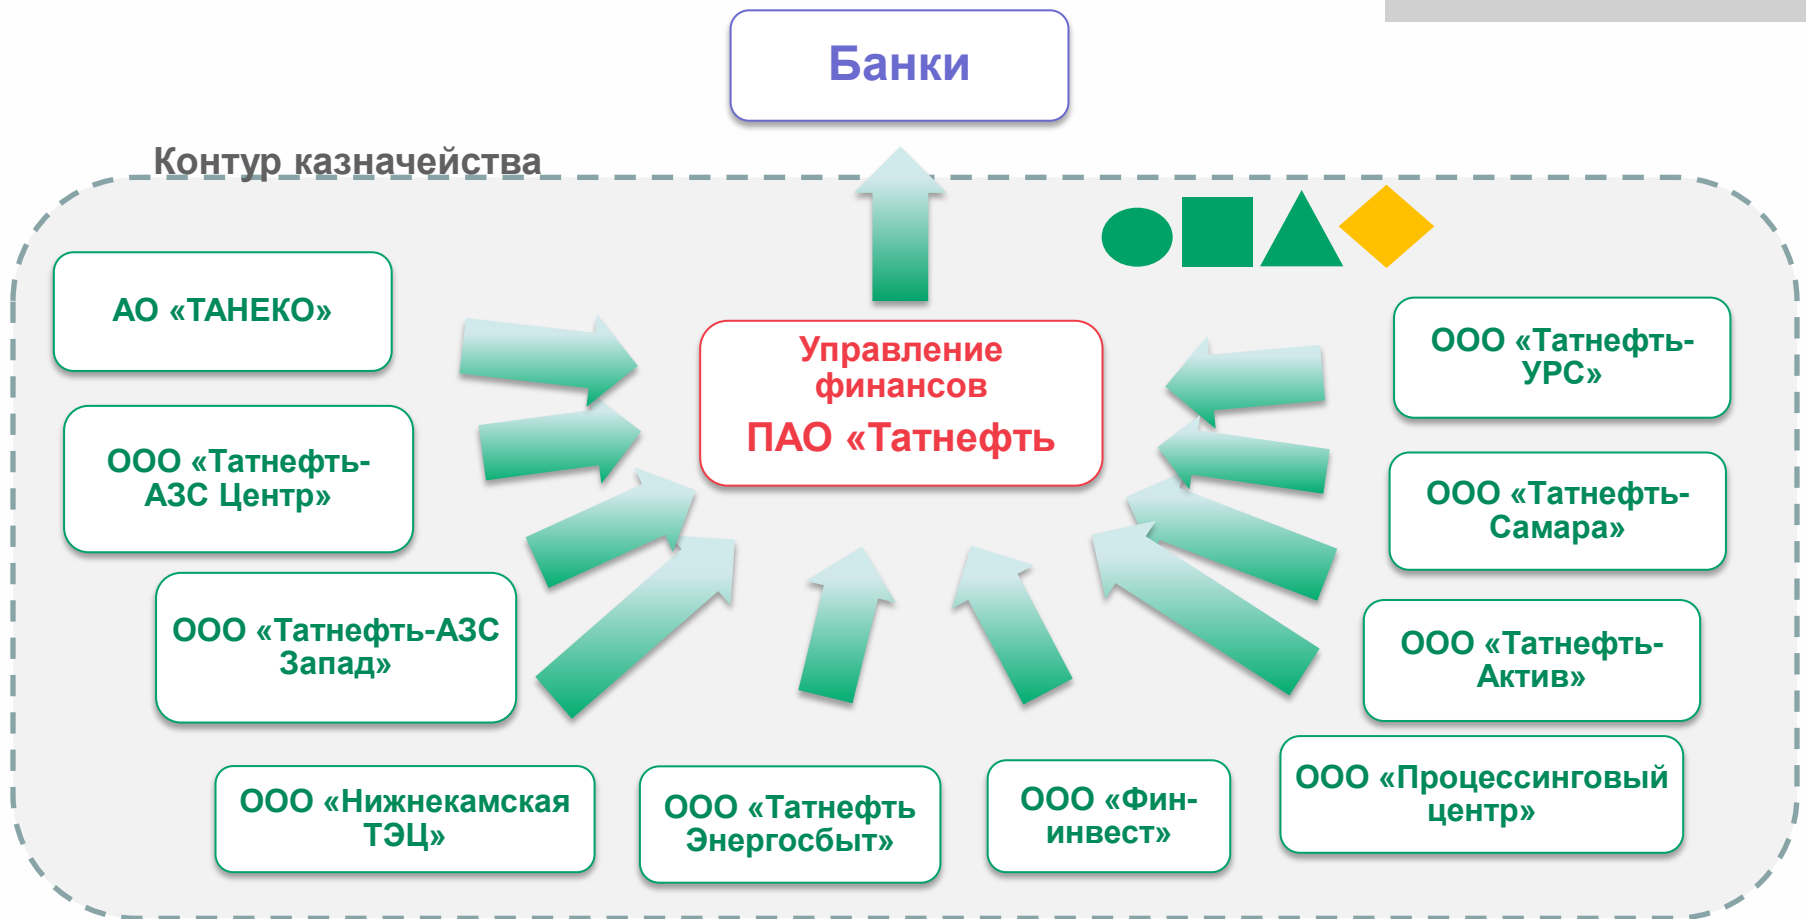 Банки
Контур казначейства
АО «ТАНЕКО»
Управление
финансов
ПАО «Татнефть
ООО «Татнефть-
УРС»
ООО «Татнефть-
АЗС Центр»
ООО «Татнефть-
Самара»
ООО «Татнефть-АЗС
Запад»
ООО «Татнефть-
Актив»
ООО «Нижнекамская
ТЭЦ»
ООО «Татнефть
Энергосбыт»
ООО «Фин-
инвест»
ООО «Процессинговый
центр»